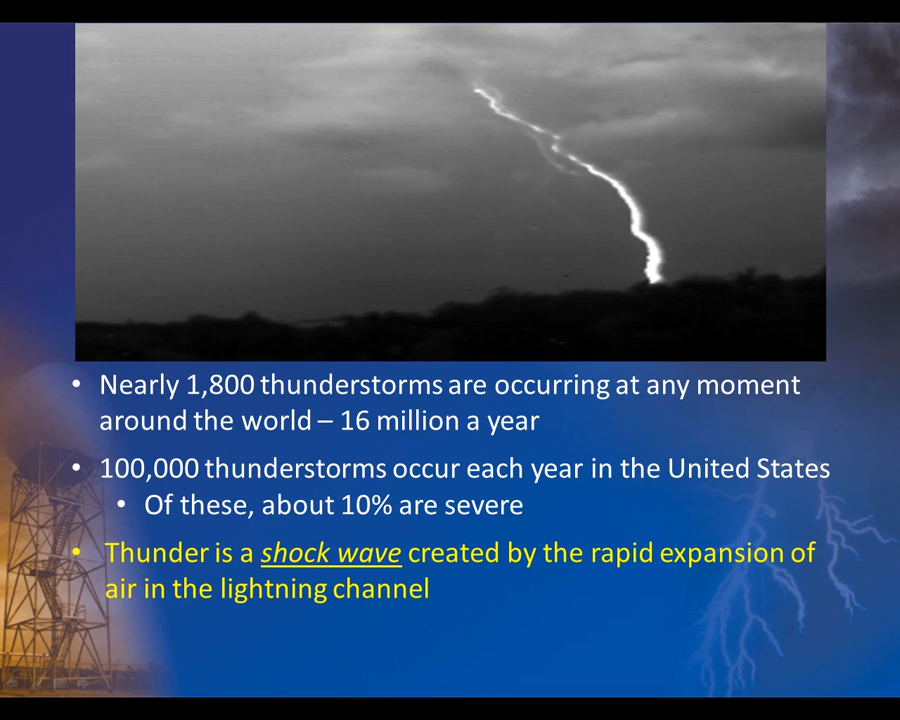 • Nearly 1,800 thunderstorms are occurring at any moment
around the world – 16 million a year
• 100,000 thunderstorms occur each year in the United States
• Of these, about 10% are severe
• Thunder is a shock wave created by the rapid expansion of
air in the lightning channel